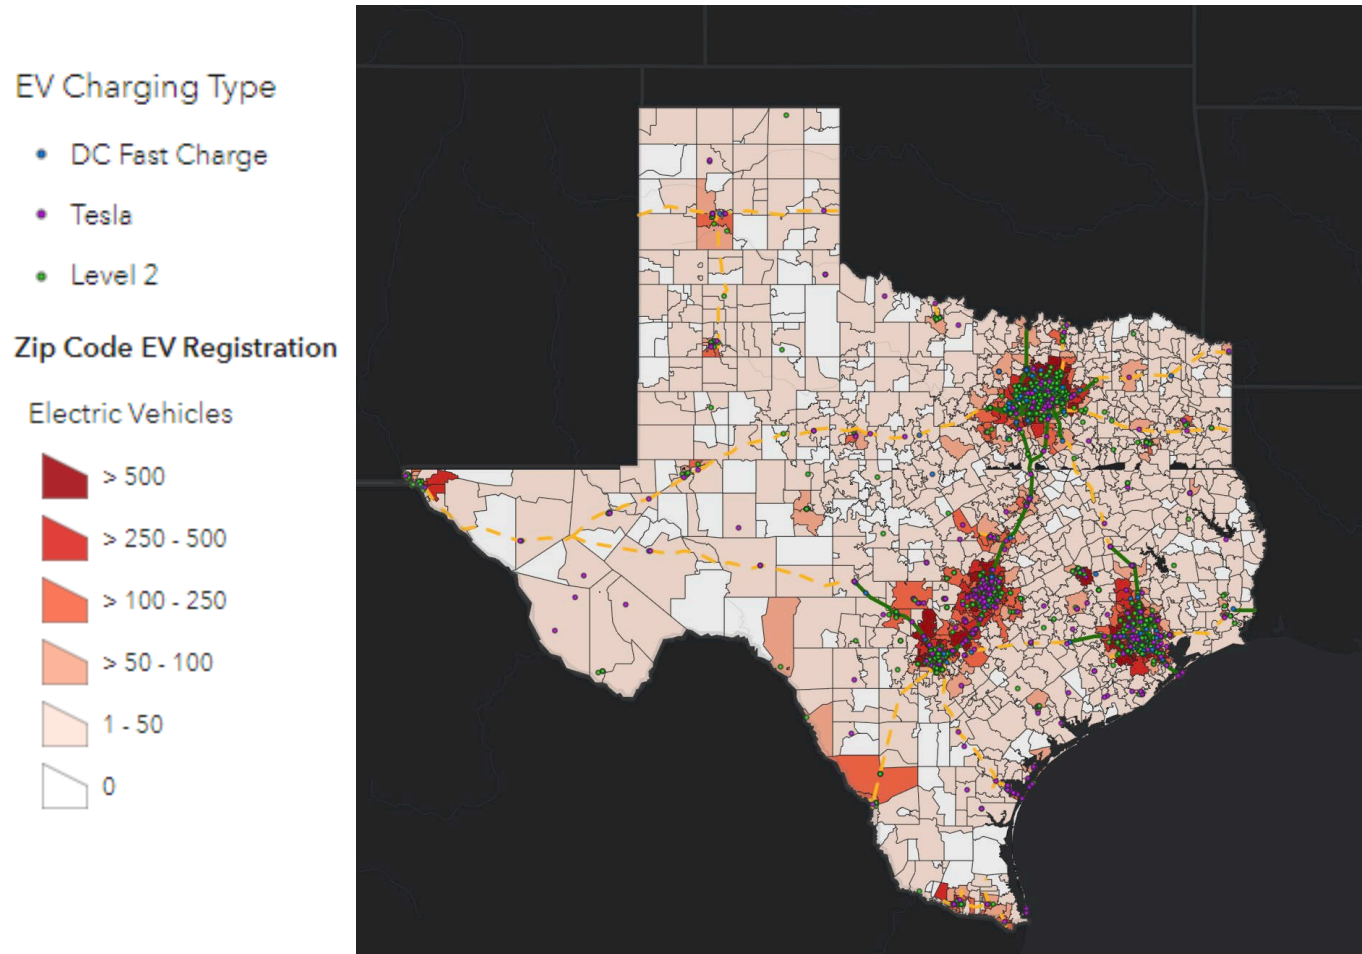 EV Charging Type
DC Fast Charge
Tesla
Level 2
Zip Code EV Registration
Electric Vehicles
> 500
> 250 - 500
> 100 - 250
> 50 - 100
1 - 50
0